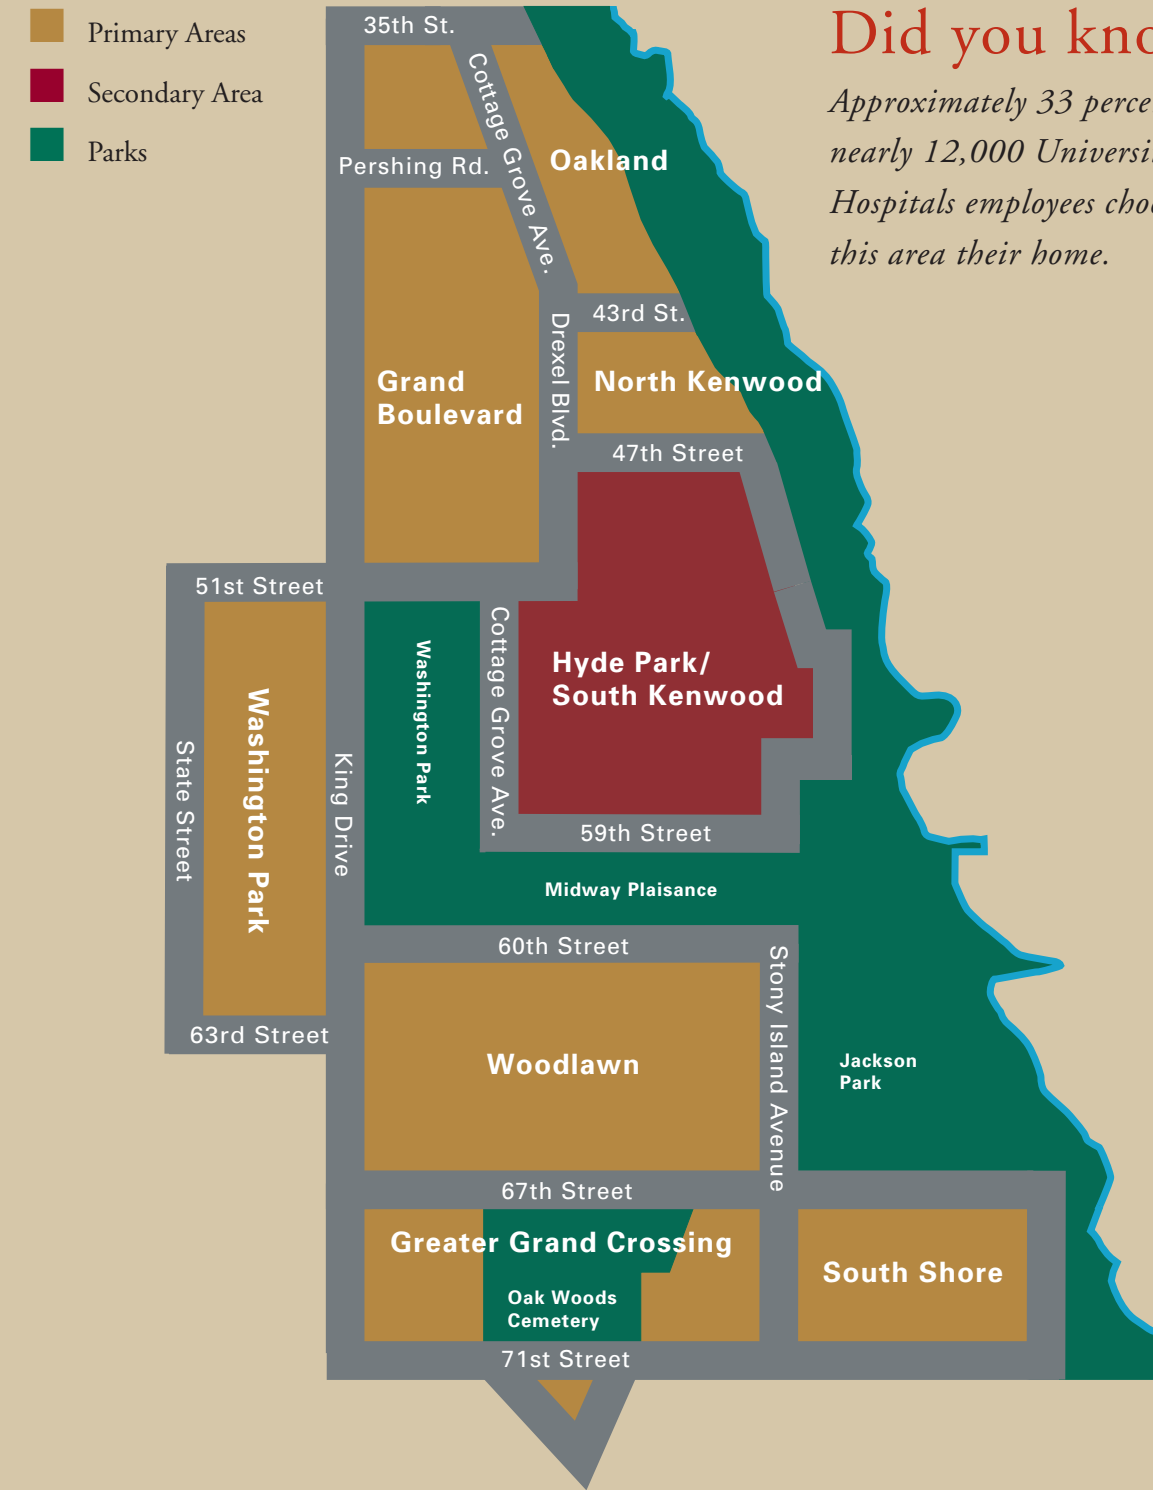 Primary Areas
Secondary Area
Parks
Did you kno
Approximately 33 perce
nearly 12,000 Universi
Hospitals employees choo
this area their home.
35th St.
Cottage Grove Ave.
Oakland
Pershing Rd.
43rd St.
Drexel Blvd.
Grand
Boulevard
North Kenwood
47th Street
51st Street
Hyde Park/
South Kenwood
Washington Park
Cottage Grove Ave.
Washington Park
State Street
King Drive
59th Street
Midway Plaisance
60th Street
Stony Island Avenue
63rd Street
Woodlawn
Jackson
Park
67th Street
Greater Grand Crossing
South Shore
Oak Woods
Cemetery
71st Street